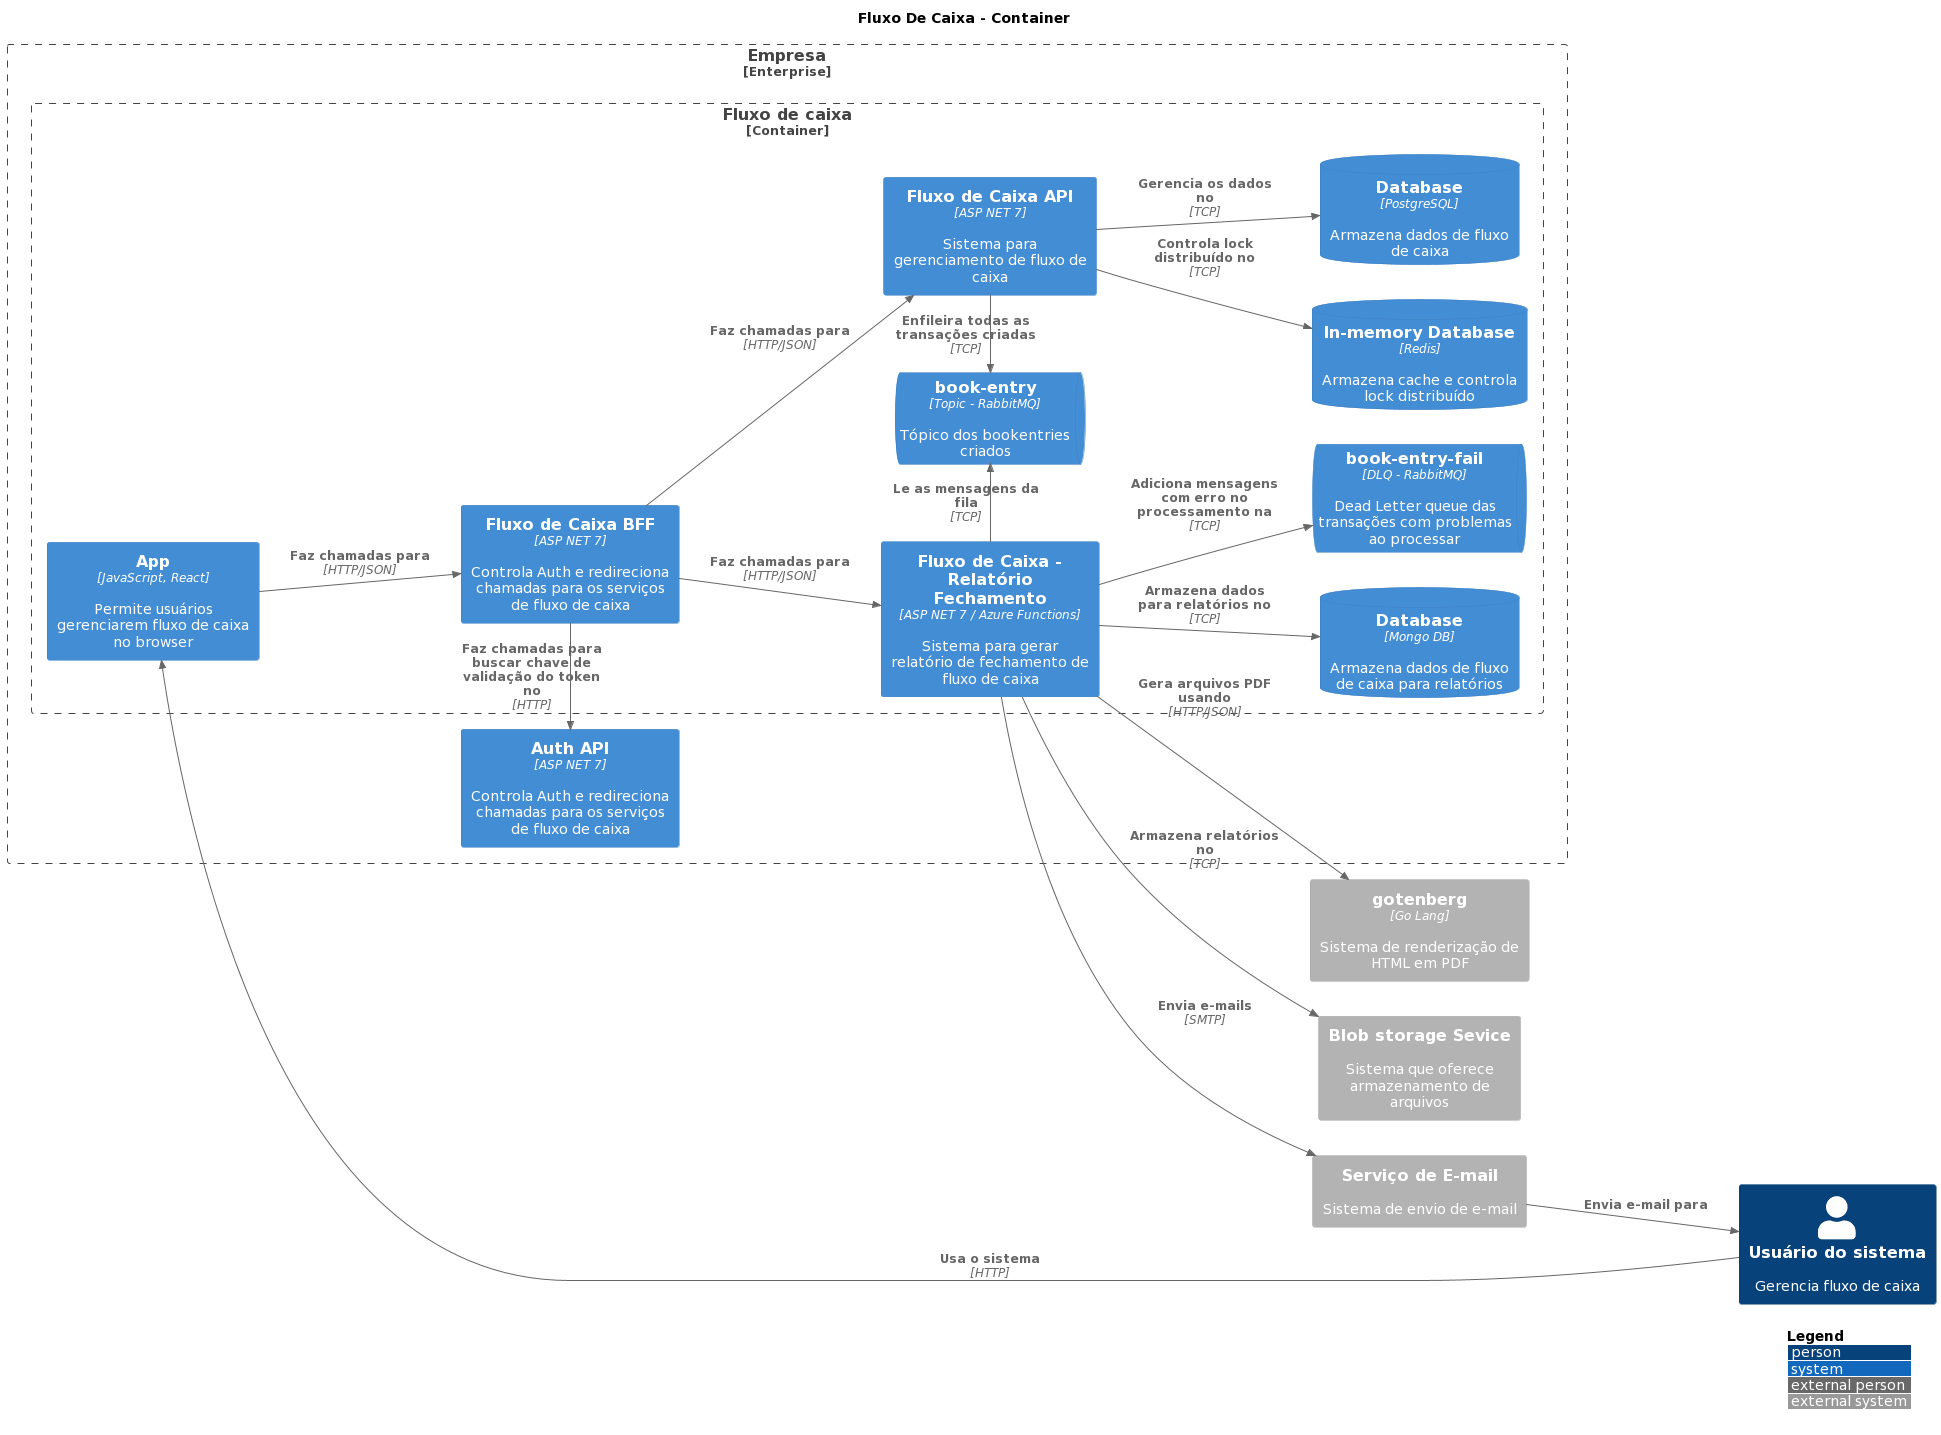 Fluxo De Caixa - Container
Empresa
[Enterprise]
Fluxo de caixa
[Container]
Fluxo de Caixa API
[ASP NET 7]
Sistema para
gerenciamento de fluxo de
caixa
Gerencia os dados
no
[TCP]
Database
[PostgreSQL]
Armazena dados de fluxo
de caixa
Controla lock
distribuído no
[TCP]
In-memory Database
[Redis]
Armazena cache e controla
lock distribuído
Faz chamadas para
[HTTP/JSON]
Enfileira todas as
transações criadas
[TCP]
book-entry
[Topic - RabbitMQ]
Tópico dos bookentries
criados
Le as mensagens da
fila
[TCP]
Adiciona mensagens
com erro no
processamento na
[TCP]
book-entry-fail
[DLQ - RabbitMQ]
Dead Letter queue das
transações com problemas
ao processar
App
[JavaScript, React]
Permite usuários
gerenciarem fluxo de caixa
no browser
Faz chamadas para
[HTTP/JSON]
Fluxo de Caixa BFF
[ASP NET 7]
Controla Auth e redireciona
chamadas para os serviços
de fluxo de caixa
Faz chamadas para
[HTTP/JSON]
Fluxo de Caixa -
Relatório
Fechamento
[ASP NET 7 / Azure Functions]
Sistema para gerar
relatório de fechamento de
fluxo de caixa
Armazena dados
para relatórios no
[TCP]
Database
[Mongo DB]
Armazena dados de fluxo
de caixa para relatórios
Faz chamadas para
buscar chave de
validação do token
no
[HTTP]
Gera arquivos PDF
usando
[HTTP/JSON]
Auth API
[ASP NET 7]
Controla Auth e redireciona
chamadas para os serviços
de fluxo de caixa
Armazena relatórios
no
[TCP]
gotenberg
[Go Lang]
Sistema de renderização de
HTML em PDF
Envia e-mails
[SMTP]
Blob storage Sevice
Sistema que oferece
armazenamento de
arquivos
Serviço de E-mail
Sistema de envio de e-mail
Envia e-mail para
Usuário do sistema
Gerencia fluxo de caixa
Usa o sistema
[HTTP]
Legend
person
system
external person
external system